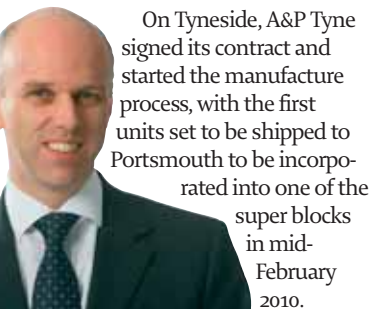 On Tyneside, A&P Tyne
signed its contract and
started the manufacture
process, with the first
units set to be shipped to
Portsmouth to be incorpo-
rated into one of the
super blocks
in mid-
February
2010.